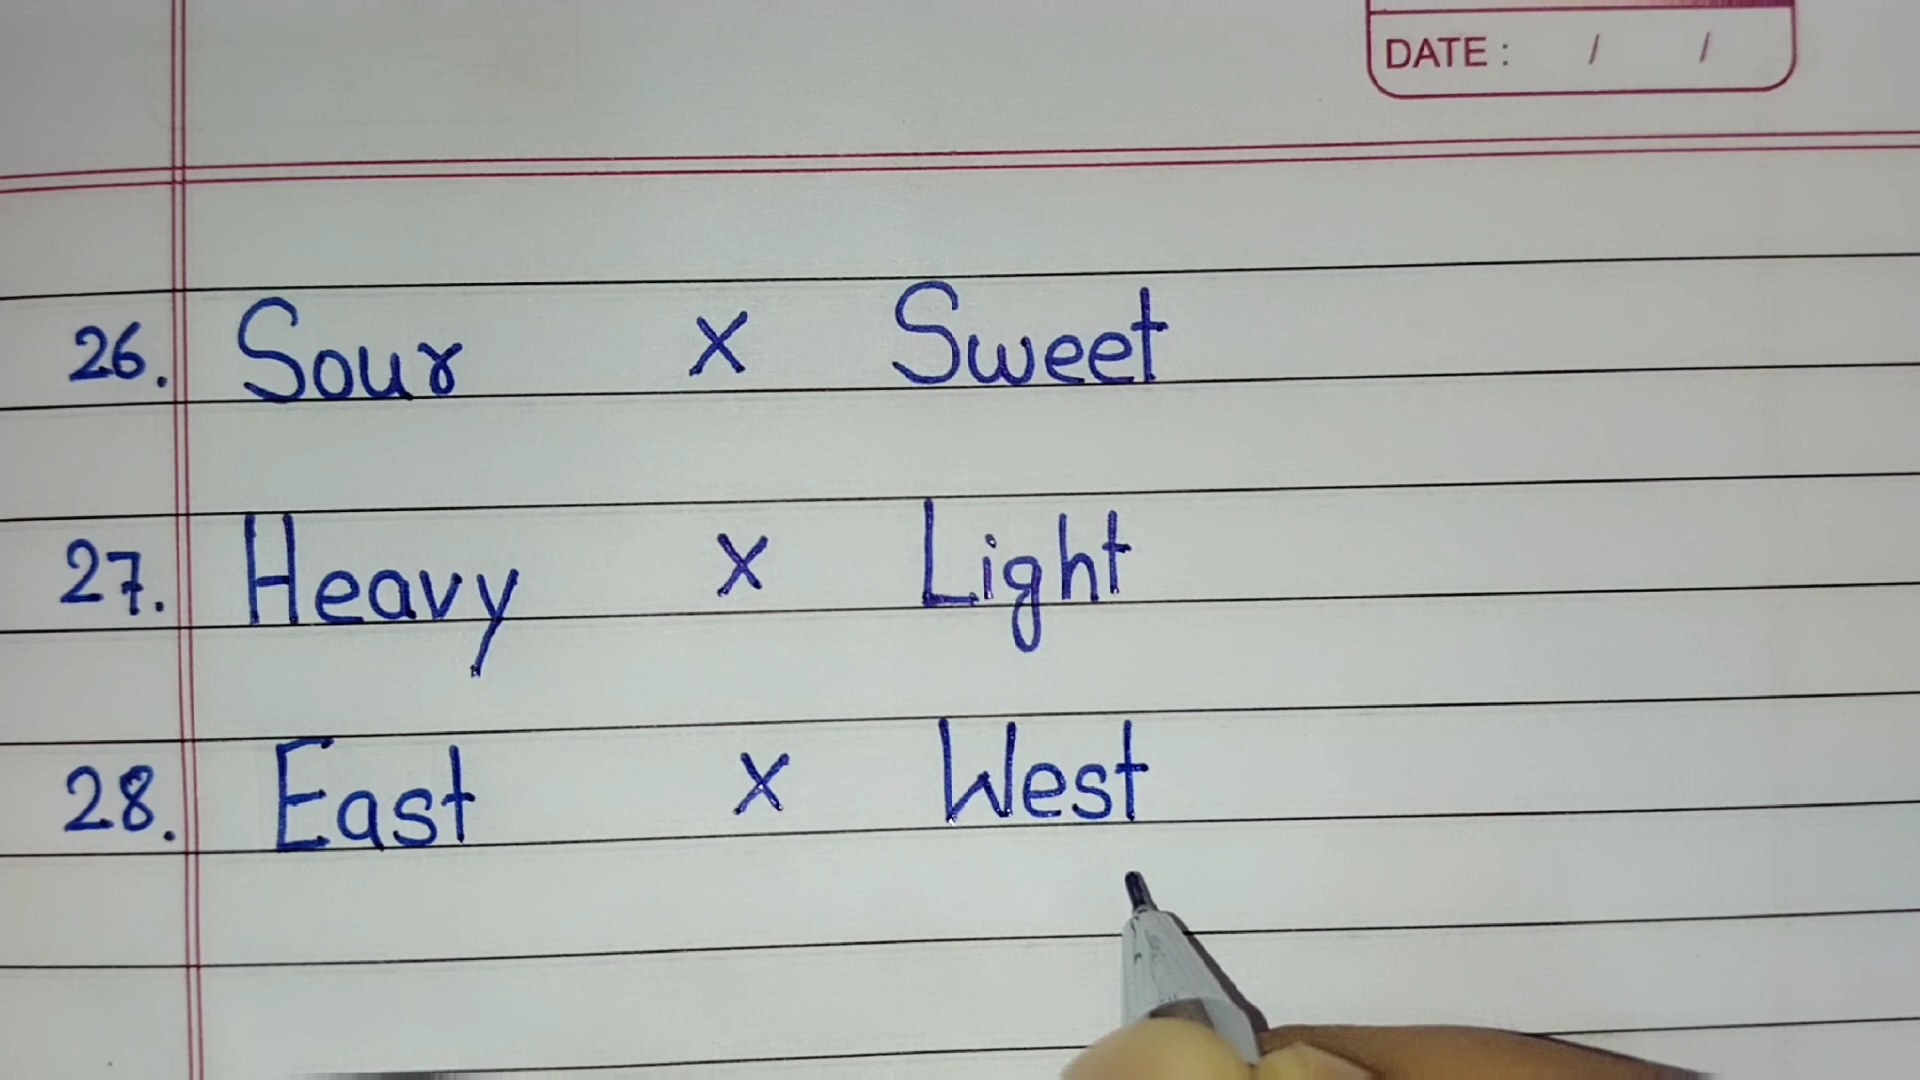 DATE : / /
26. Sour x Sweet
27. Heavy x Light
28. East x West